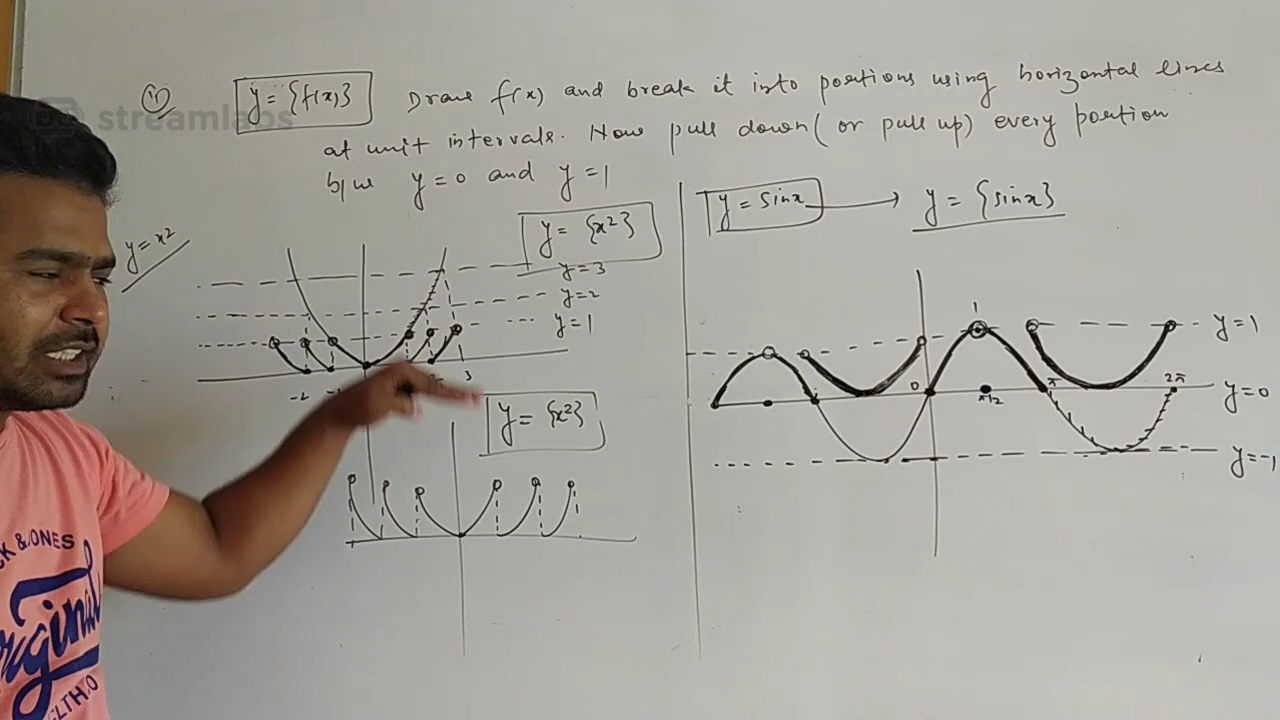 streamlabs
(v) y = {f(x)} Draw f(x) and break it into portions using horizontal lines
at unit intervals. Now pull down (or pull up) every portion
b/w y=0 and y=1
y = x²
y = {x²}
y=3
y=2
y=1
-2
3
y = {x²}
y = sinx → y = {sinx}
1
y=1
0
π/2
π
2π
y=0
y=-1
& JONES
Original